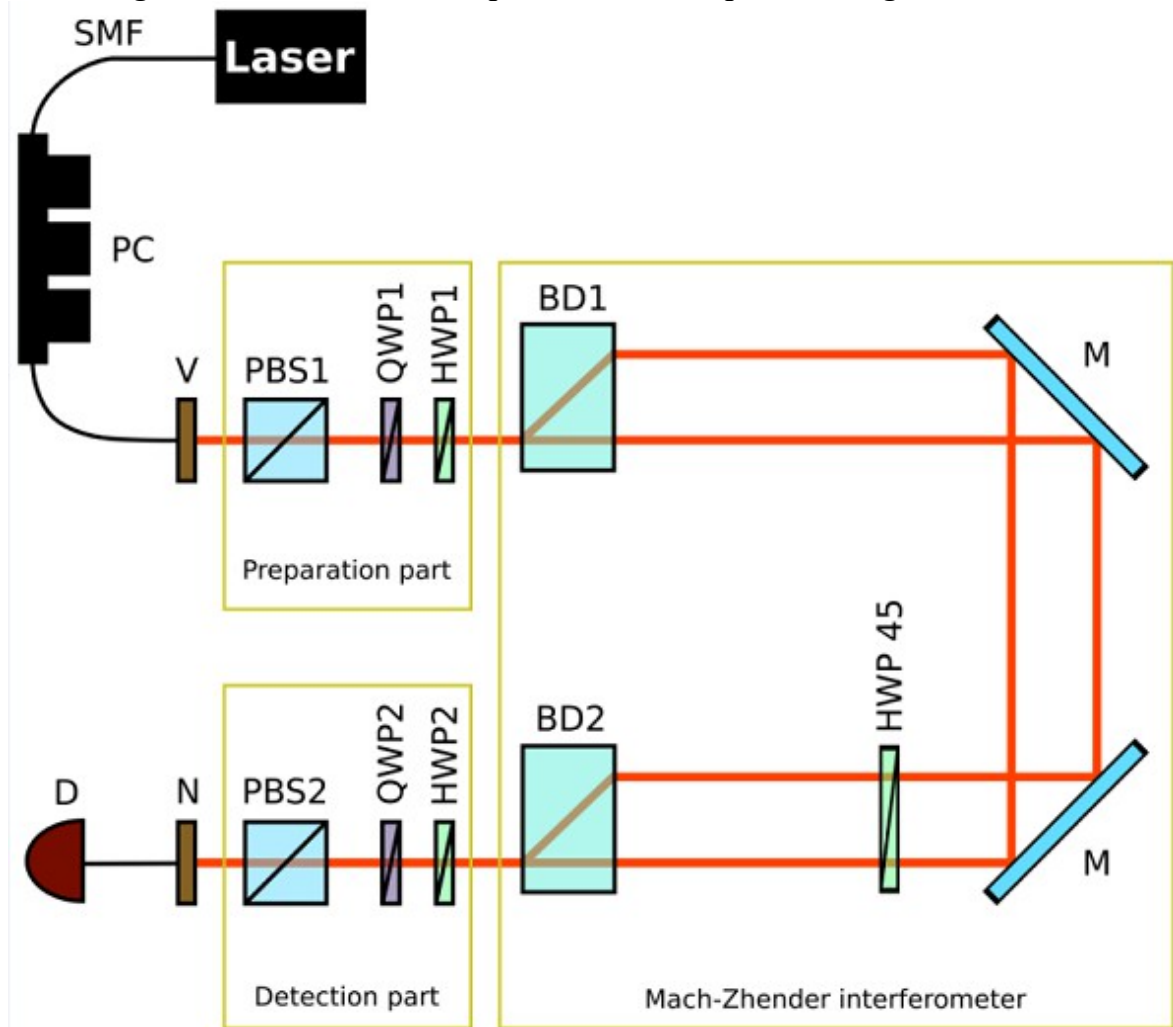 SMF
Laser
PC
V
PBS1
QWP1
HWP1
BD1
M
Preparation part
HWP 45
D
N
PBS2
QWP2
HWP2
BD2
M
Detection part
Mach-Zhender interferometer